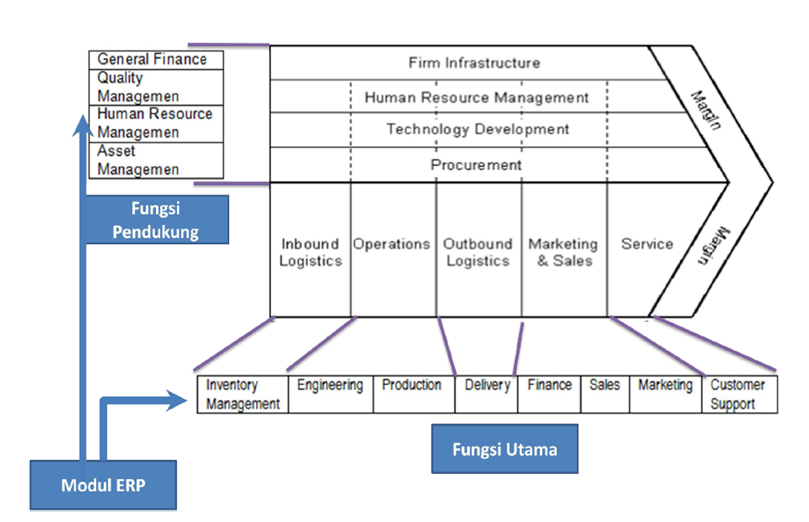 General Finance
Quality
Managemen
Human Resource
Managemen
Asset
Managemen
Fungsi
Pendukung
Firm Infrastructure
Human Resource Management
Technology Development
Procurement
Margin
Margin
Inbound
Logistics
Operations
Outbound
Logistics
Marketing
& Sales
Service
Inventory
Management
Engineering
Production
Delivery
Finance
Sales
Marketing
Customer
Support
Fungsi Utama
Modul ERP